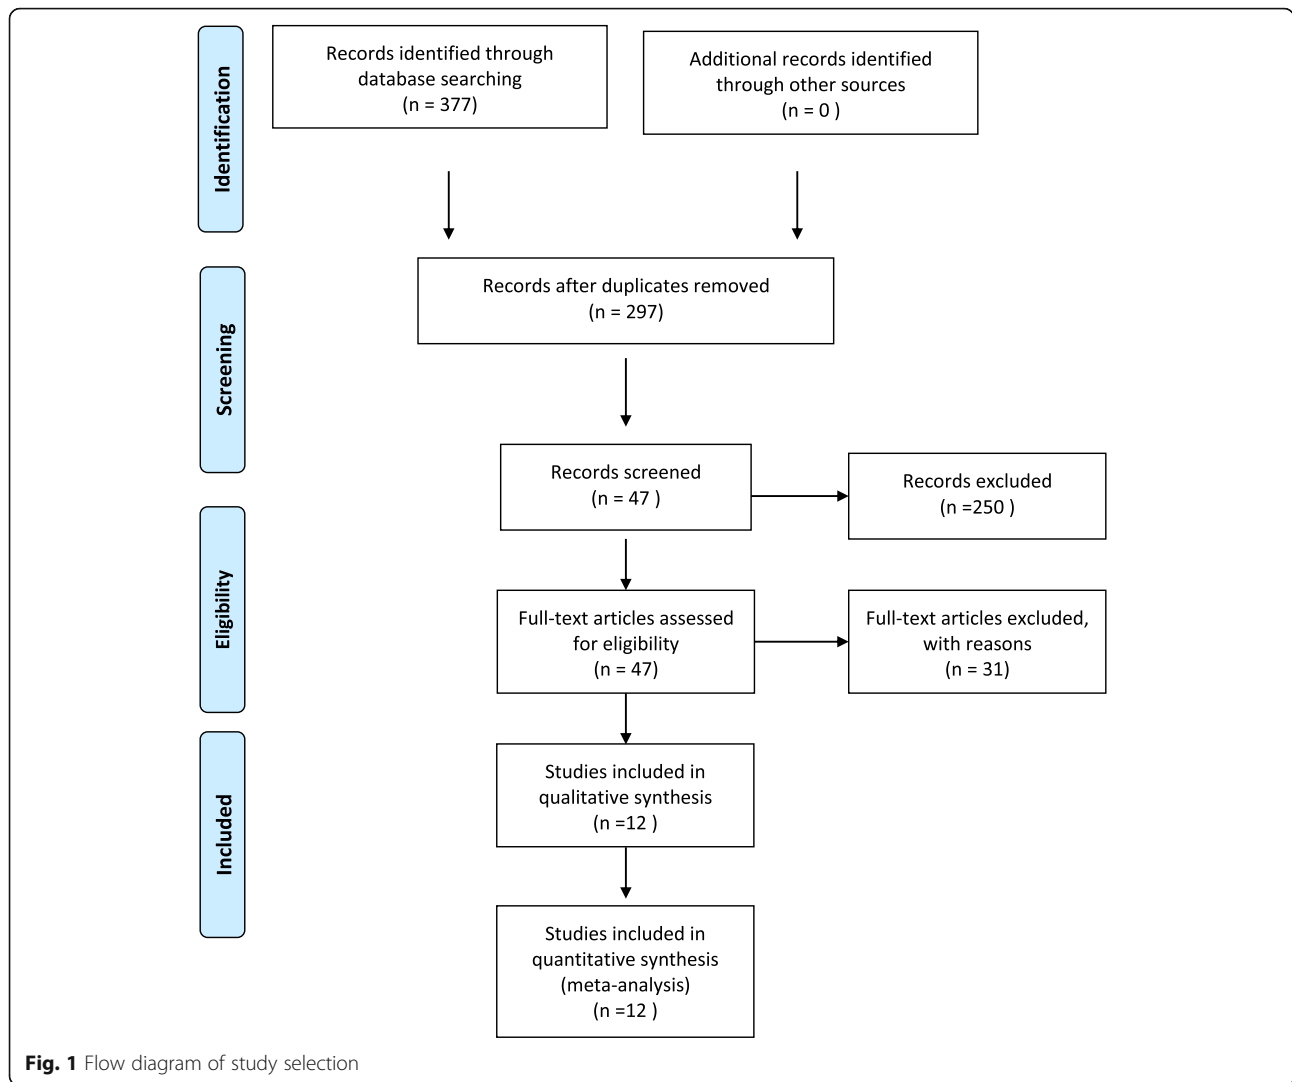 Identification
Records identified through
database searching
(n = 377)
Additional records identified
through other sources
(n = 0 )
Screening
Records after duplicates removed
(n = 297)
Records screened
(n = 47 )
Records excluded
(n =250 )
Eligibility
Full-text articles assessed
for eligibility
(n = 47)
Full-text articles excluded,
with reasons
(n = 31)
Included
Studies included in
qualitative synthesis
(n =12 )
Studies included in
quantitative synthesis
(meta-analysis)
(n =12 )
Fig. 1 Flow diagram of study selection